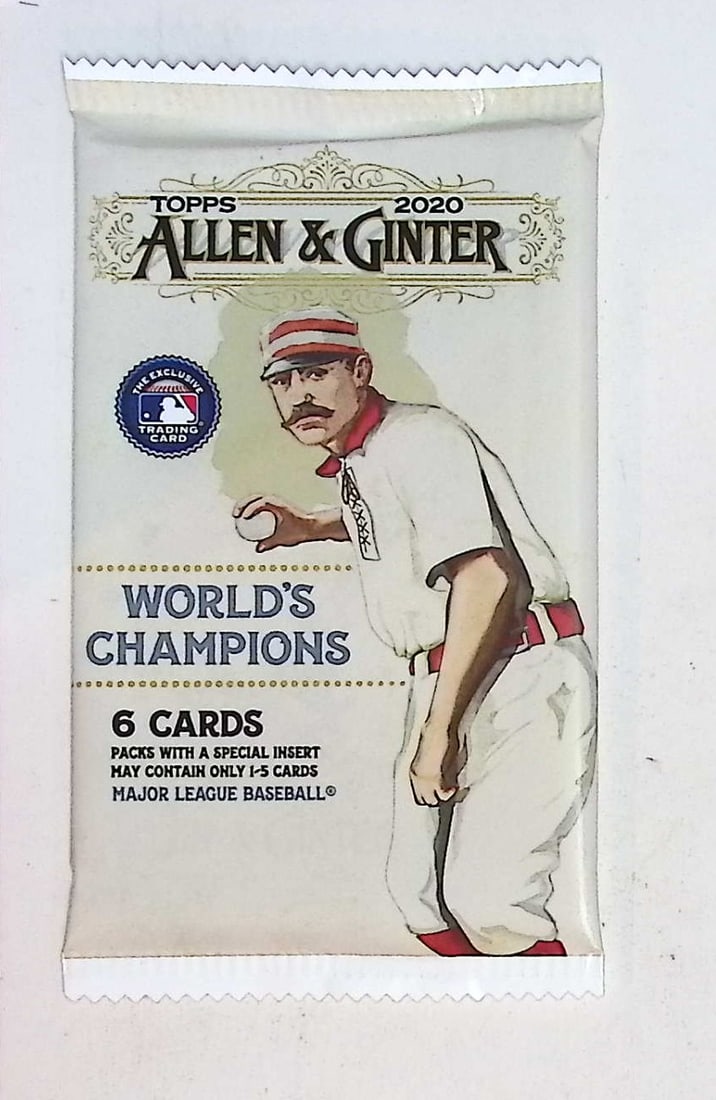 TOPPS 2020
ALLEN & GINTER
THE EXCLUSIVE
TRADING
CARD
WORLD'S
CHAMPIONS
6 CARDS
PACKS WITH A SPECIAL INSERT
MAY CONTAIN ONLY 1-5 CARDS
MAJOR LEAGUE BASEBALL®